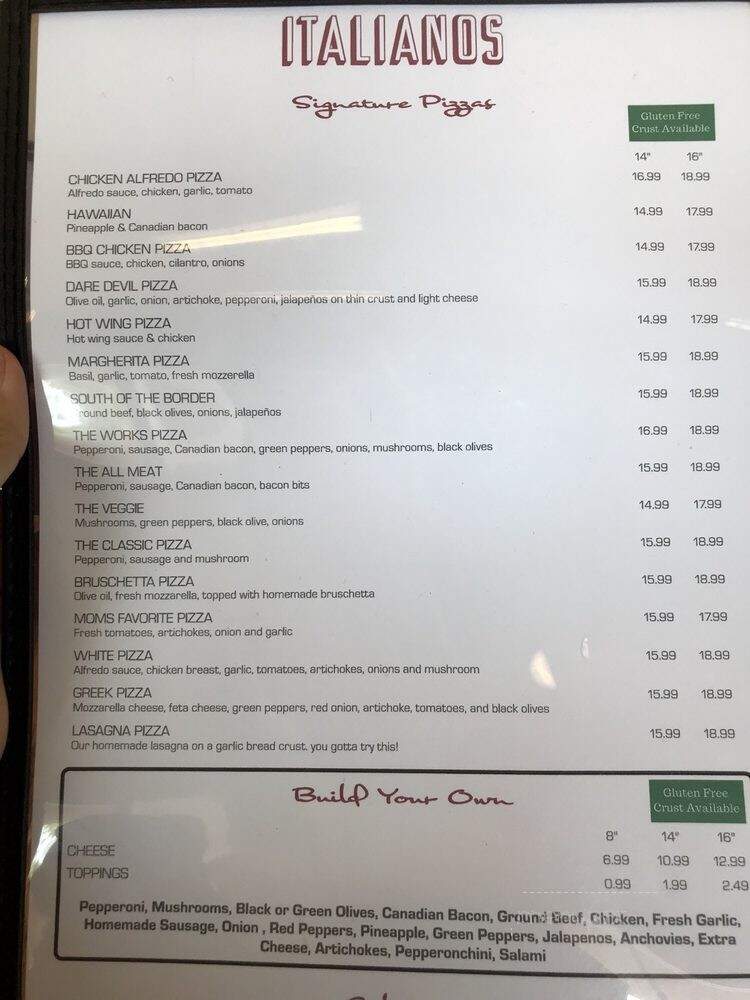 ITALIANOS
Signature Pizzas
Gluten Free
Crust Available
14" 16"
CHICKEN ALFREDO PIZZA 16.99 18.99
Alfredo sauce, chicken, garlic, tomato
HAWAIIAN 14.99 17.99
Pineapple & Canadian bacon
BBQ CHICKEN PIZZA 14.99 17.99
BBQ sauce, chicken, cilantro, onions
DARE DEVIL PIZZA 15.99 18.99
Olive oil, garlic, onion, artichoke, pepperoni, jalapeños on thin crust and light cheese
HOT WING PIZZA 14.99 17.99
Hot wing sauce & chicken
MARGHERITA PIZZA 15.99 18.99
Basil, garlic, tomato, fresh mozzerella
SOUTH OF THE BORDER 15.99 18.99
Ground beef, black olives, onions, jalapeños
THE WORKS PIZZA 16.99 18.99
Pepperoni, sausage, Canadian bacon, green peppers, onions, mushrooms, black olives
THE ALL MEAT 15.99 18.99
Pepperoni, sausage, Canadian bacon, bacon bits
THE VEGGIE 14.99 17.99
Mushrooms, green peppers, black olive, onions
THE CLASSIC PIZZA 15.99 18.99
Pepperoni, sausage and mushroom
BRUSCHETTA PIZZA 15.99 18.99
Olive oil, fresh mozzarella, topped with homemade bruschetta
MOMS FAVORITE PIZZA 15.99 17.99
Fresh tomatoes, artichokes, onion and garlic
WHITE PIZZA 15.99 18.99
Alfredo sauce, chicken breast, garlic, tomatoes, artichokes, onions and mushroom
GREEK PIZZA 15.99 18.99
Mozzarella cheese, feta cheese, green peppers, red onion, artichoke, tomatoes, and black olives
LASAGNA PIZZA 15.99 18.99
Our homemade lasagna on a garlic bread crust. you gotta try this!
Build Your Own
Gluten Free
Crust Available
8" 14" 16"
CHEESE 6.99 10.99 12.99
TOPPINGS 0.99 1.99 2.49
Pepperoni, Mushrooms, Black or Green Olives, Canadian Bacon, Ground Beef, Chicken, Fresh Garlic,
Homemade Sausage, Onion , Red Peppers, Pineapple, Green Peppers, Jalapenos, Anchovies, Extra
Cheese, Artichokes, Pepperonchini, Salami